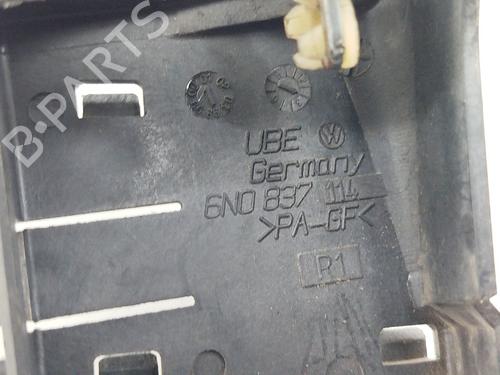 B-PARTS
UBE
Germany
6N0 837 114
>PA-GF<
R1